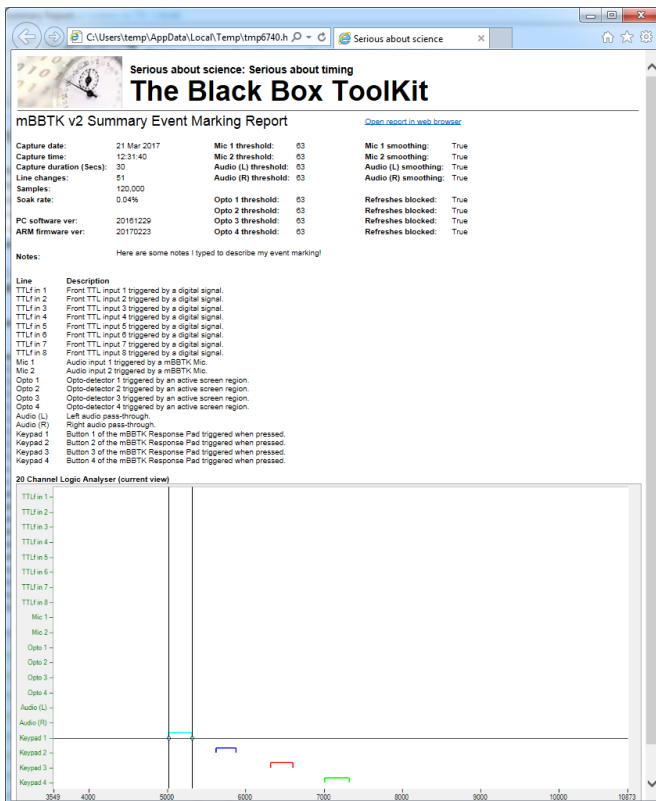 C:\Users\temp\AppData\Local\Temp\tmp6740.h
Serious about science
Serious about science: Serious about timing
The Black Box ToolKit
mBBTK v2 Summary Event Marking Report
Open report in web browser
Capture date: 21 Mar 2017 Mic 1 threshold: 63 Mic 1 smoothing: True
Capture time: 12:31:40 Mic 2 threshold: 63 Mic 2 smoothing: True
Capture duration (Secs): 30 Audio (L) threshold: 63 Audio (L) smoothing: True
Line changes: 51 Audio (R) threshold: 63 Audio (R) smoothing: True
Samples: 120,000
Soak rate: 0.04% Opto 1 threshold: 63 Refreshes blocked: True
Opto 2 threshold: 63 Refreshes blocked: True
PC software ver: 20161229 Opto 3 threshold: 63 Refreshes blocked: True
ARM firmware ver: 20170223 Opto 4 threshold: 63 Refreshes blocked: True
Notes: Here are some notes I typed to describe my event marking!
Line Description
TTLf in 1 Front TTL input 1 triggered by a digital signal.
TTLf in 2 Front TTL input 2 triggered by a digital signal.
TTLf in 3 Front TTL input 3 triggered by a digital signal.
TTLf in 4 Front TTL input 4 triggered by a digital signal.
TTLf in 5 Front TTL input 5 triggered by a digital signal.
TTLf in 6 Front TTL input 6 triggered by a digital signal.
TTLf in 7 Front TTL input 7 triggered by a digital signal.
TTLf in 8 Front TTL input 8 triggered by a digital signal.
Mic 1 Audio input 1 triggered by a mBBTK Mic.
Mic 2 Audio input 2 triggered by a mBBTK Mic.
Opto 1 Opto-detector 1 triggered by an active screen region.
Opto 2 Opto-detector 2 triggered by an active screen region.
Opto 3 Opto-detector 3 triggered by an active screen region.
Opto 4 Opto-detector 4 triggered by an active screen region.
Audio (L) Left audio pass-through.
Audio (R) Right audio pass-through.
Keypad 1 Button 1 of the mBBTK Response Pad triggered when pressed.
Keypad 2 Button 2 of the mBBTK Response Pad triggered when pressed.
Keypad 3 Button 3 of the mBBTK Response Pad triggered when pressed.
Keypad 4 Button 4 of the mBBTK Response Pad triggered when pressed.
20 Channel Logic Analyser (current view)
TTLf in 1
TTLf in 2
TTLf in 3
TTLf in 4
TTLf in 5
TTLf in 6
TTLf in 7
TTLf in 8
Mic 1
Mic 2
Opto 1
Opto 2
Opto 3
Opto 4
Audio (L)
Audio (R)
Keypad 1
Keypad 2
Keypad 3
Keypad 4
3549 4000 5000 6000 7000 8000 9000 10000 10873